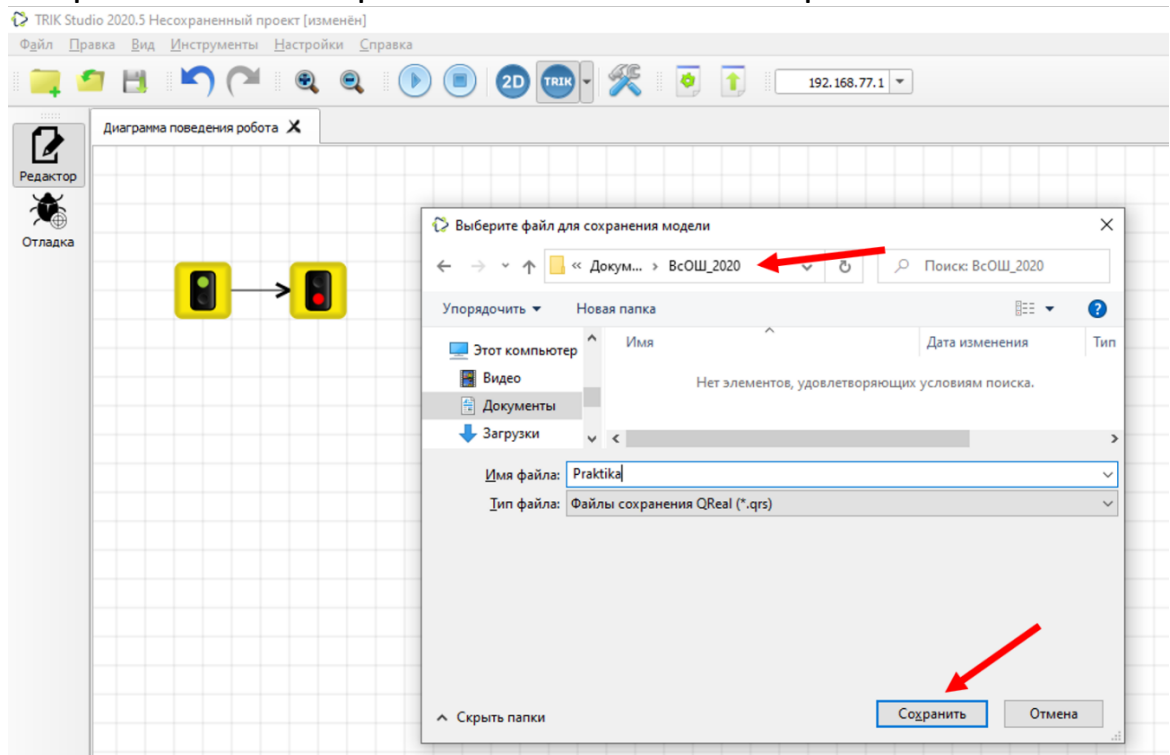 TRIK Studio 2020.5 Несохраненный проект [изменён]
Файл Правка Вид Инструменты Настройки Справка
2D TRIK 192.168.77.1
Диаграмма поведения робота
Редактор
Отладка
Выберите файл для сохранения модели
« Докум... › ВсОШ_2020 Поиск: ВсОШ_2020
Упорядочить Новая папка
Имя Дата изменения Тип
Этот компьютер
Нет элементов, удовлетворяющих условиям поиска.
Видео
Документы
Загрузки
Имя файла: Praktika
Тип файла: Файлы сохранения QReal (*.qrs)
Скрыть папки Сохранить Отмена